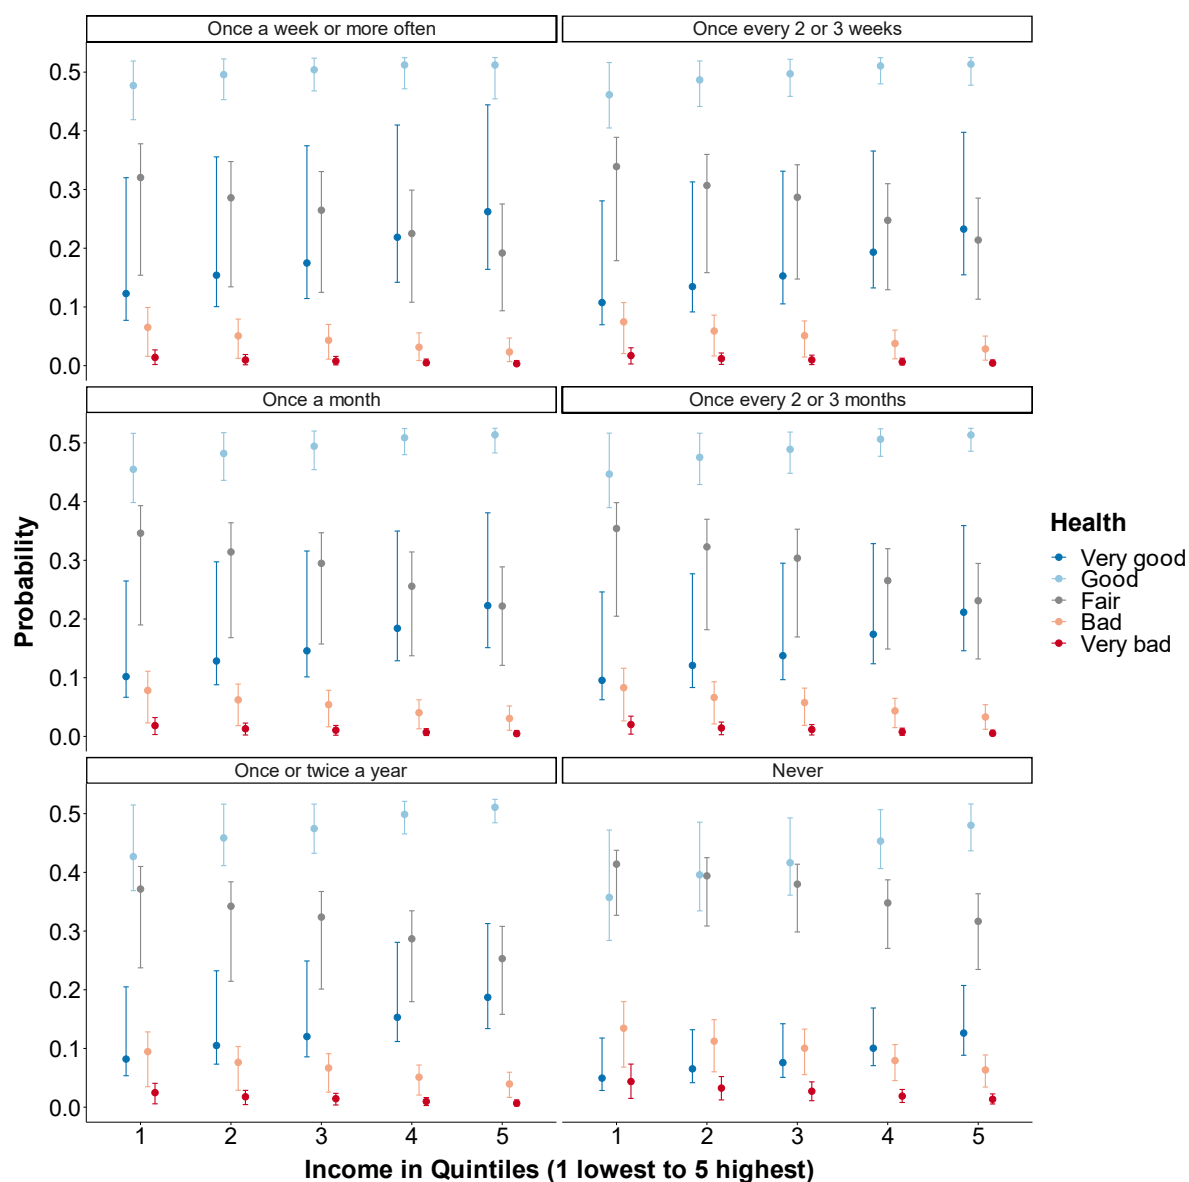 Once a week or more often
Once every 2 or 3 weeks
0.5
0.4
0.3
0.2
0.1
0.0
Once a month
Once every 2 or 3 months
0.5
0.4
0.3
0.2
0.1
0.0
Once or twice a year
Never
0.5
0.4
0.3
0.2
0.1
0.0
1 2 3 4 5
1 2 3 4 5
Probability
Income in Quintiles (1 lowest to 5 highest)
Health
Very good
Good
Fair
Bad
Very bad